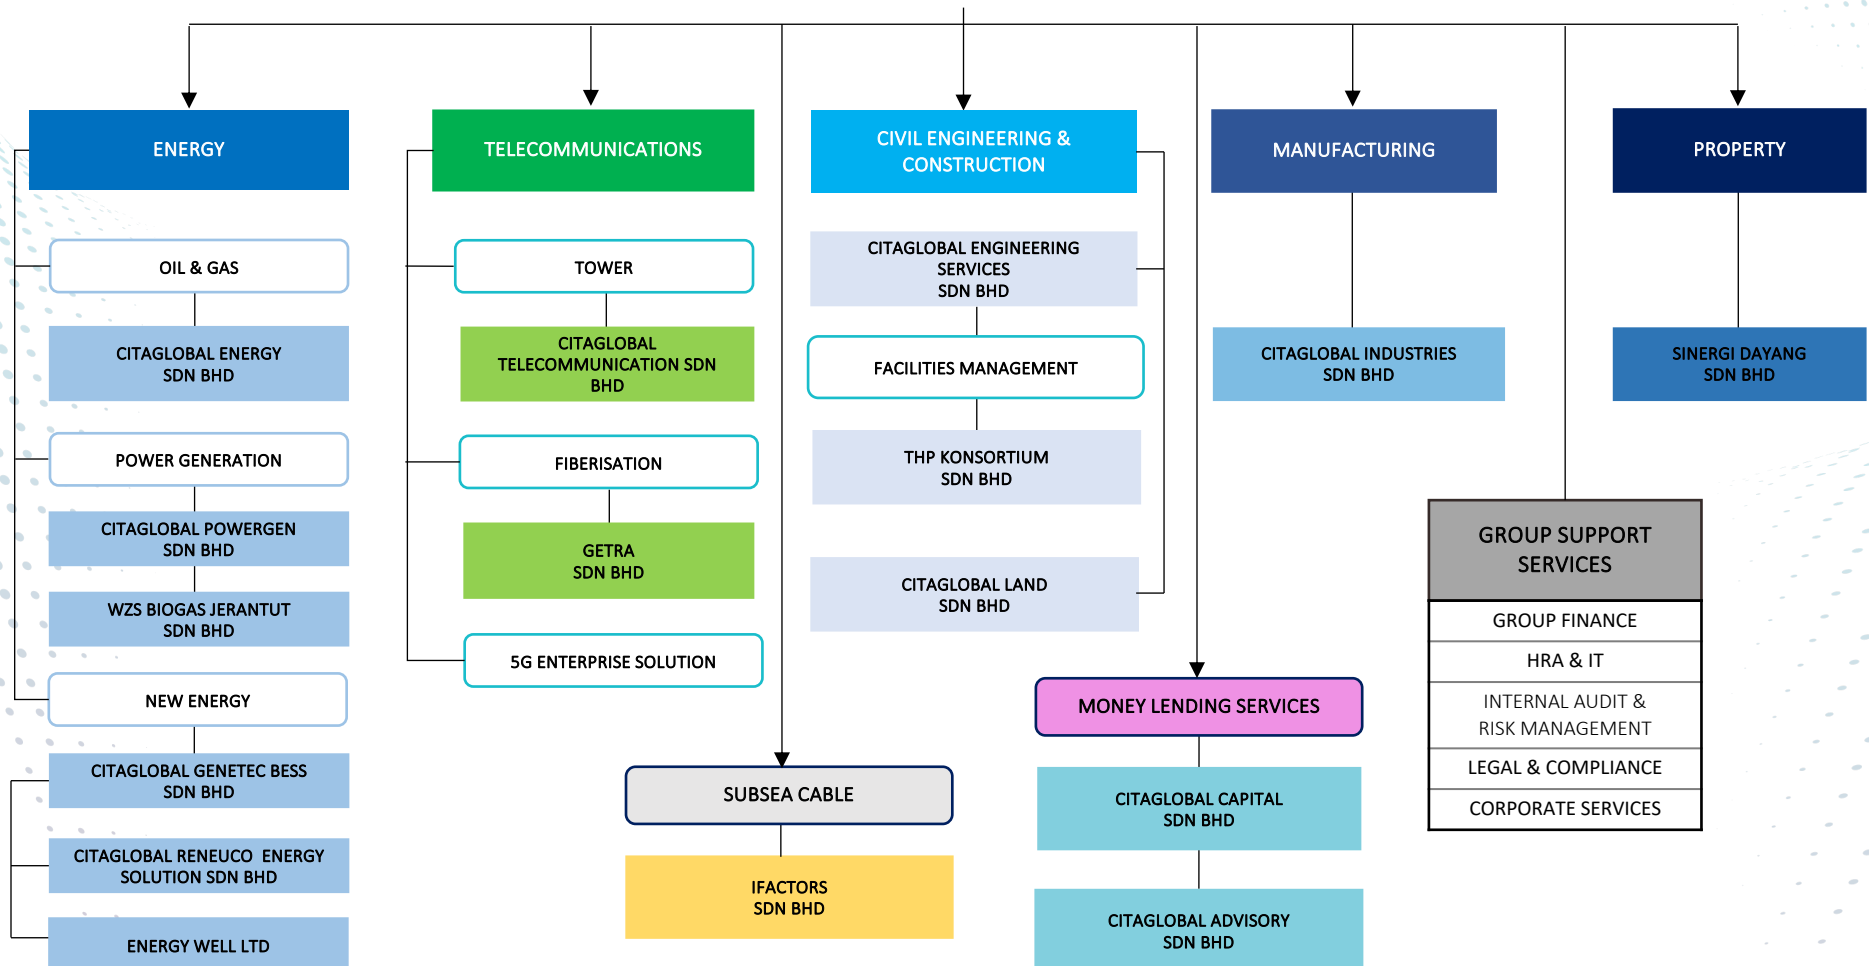 ENERGY
OIL & GAS
CITAGLOBAL ENERGY
SDN BHD
POWER GENERATION
CITAGLOBAL POWERGEN
SDN BHD
WZS BIOGAS JERANTUT
SDN BHD
NEW ENERGY
CITAGLOBAL GENETEC BESS
SDN BHD
CITAGLOBAL RENEUCO ENERGY
SOLUTION SDN BHD
ENERGY WELL LTD
TELECOMMUNICATIONS
TOWER
CITAGLOBAL
TELECOMMUNICATION SDN
BHD
FIBERISATION
GETRA
SDN BHD
5G ENTERPRISE SOLUTION
SUBSEA CABLE
IFACTORS
SDN BHD
CIVIL ENGINEERING &
CONSTRUCTION
CITAGLOBAL ENGINEERING
SERVICES
SDN BHD
FACILITIES MANAGEMENT
THP KONSORTIUM
SDN BHD
CITAGLOBAL LAND
SDN BHD
MONEY LENDING SERVICES
CITAGLOBAL CAPITAL
SDN BHD
CITAGLOBAL ADVISORY
SDN BHD
MANUFACTURING
CITAGLOBAL INDUSTRIES
SDN BHD
GROUP SUPPORT
SERVICES
GROUP FINANCE
HRA & IT
INTERNAL AUDIT &
RISK MANAGEMENT
LEGAL & COMPLIANCE
CORPORATE SERVICES
PROPERTY
SINERGI DAYANG
SDN BHD